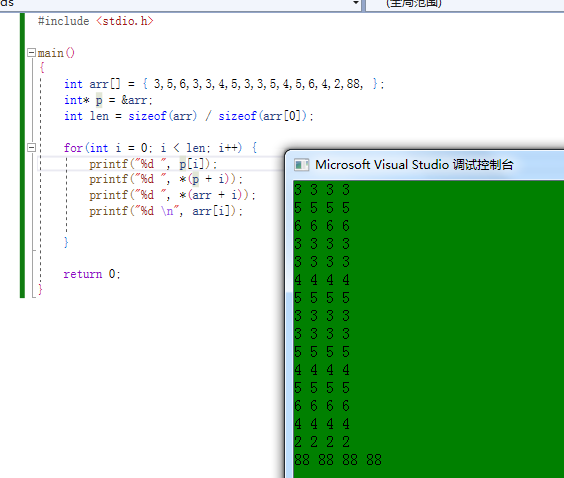 ds (全局范围)
#include <stdio.h>
main()
{
int arr[] = { 3,5,6,3,3,4,5,3,3,5,4,5,6,4,2,88, };
int* p = &arr;
int len = sizeof(arr) / sizeof(arr[0]);
for(int i = 0; i < len; i++) {
printf("%d ", p[i]);
printf("%d ", *(p + i));
printf("%d ", *(arr + i));
printf("%d \n", arr[i]);
}
return 0;
}
Microsoft Visual Studio 调试控制台
3 3 3 3
5 5 5 5
6 6 6 6
3 3 3 3
3 3 3 3
4 4 4 4
5 5 5 5
3 3 3 3
3 3 3 3
5 5 5 5
4 4 4 4
5 5 5 5
6 6 6 6
4 4 4 4
2 2 2 2
88 88 88 88